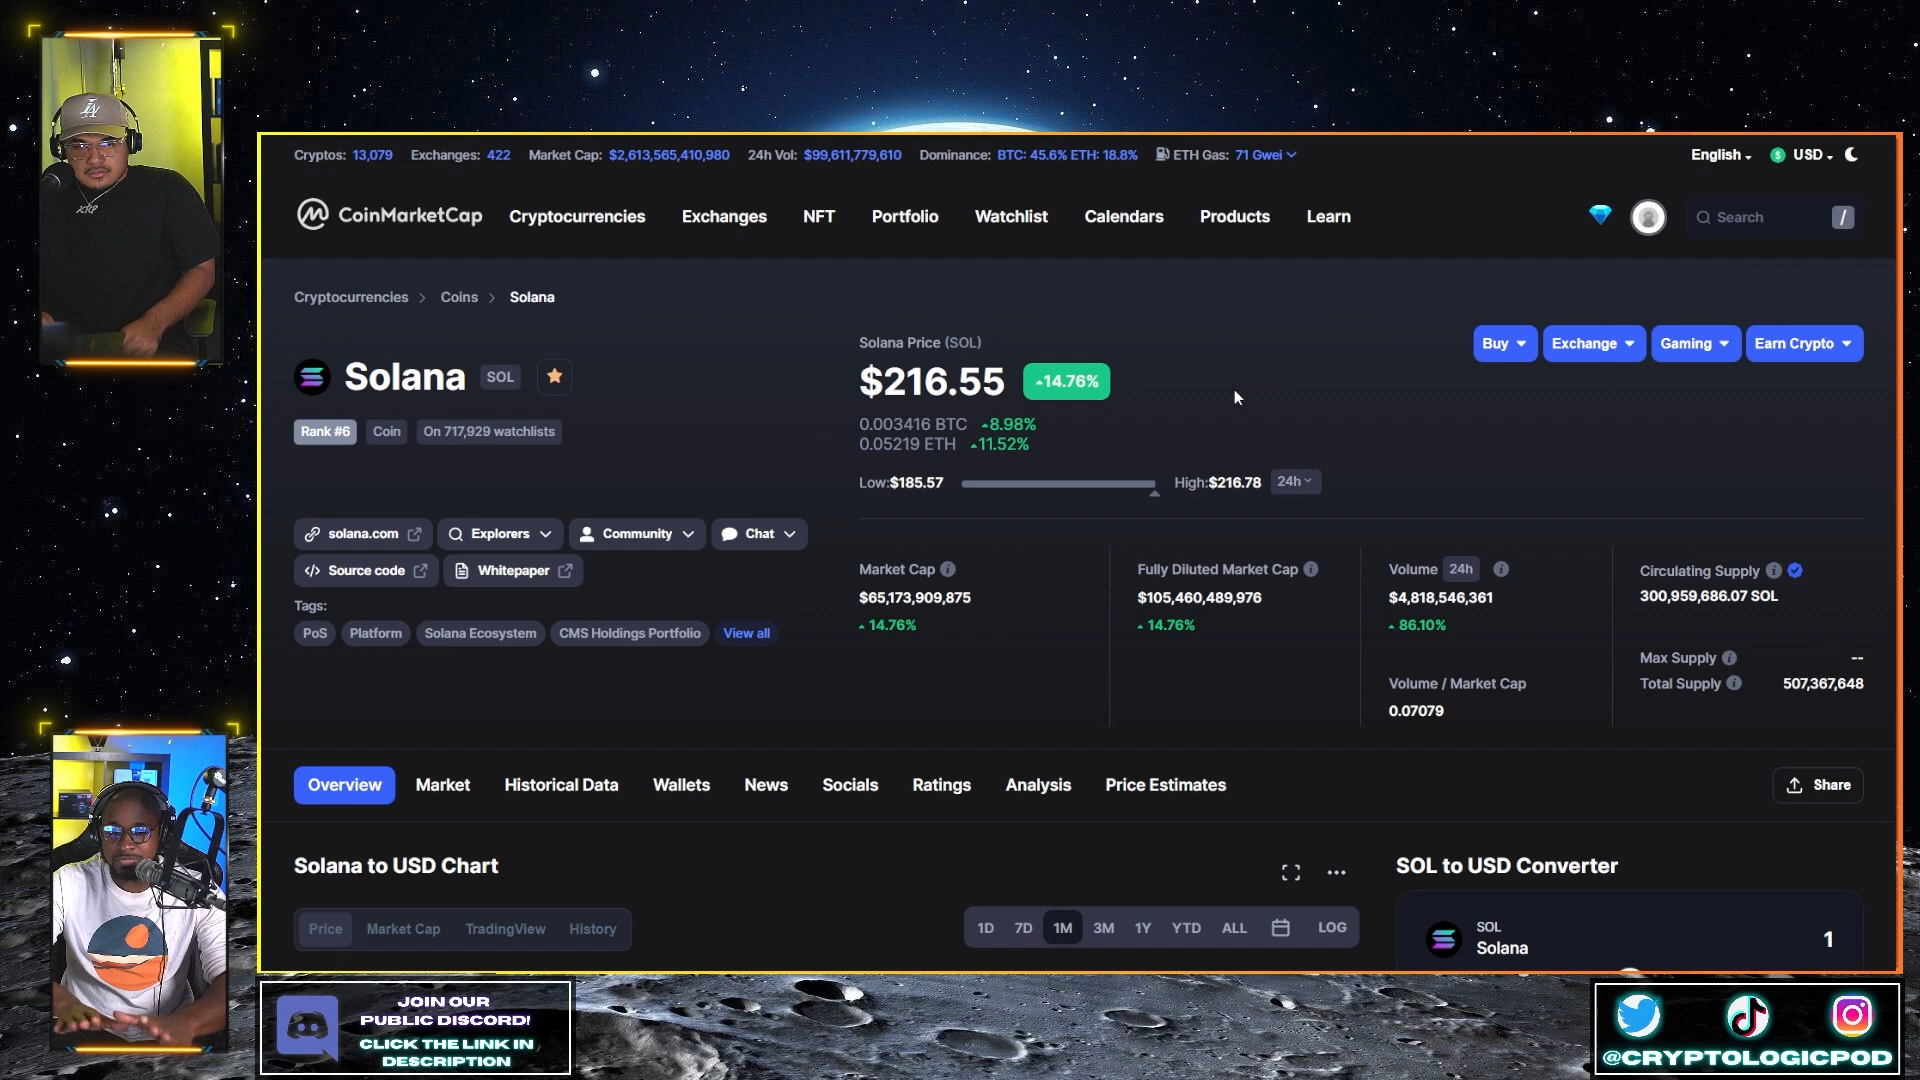 LA
XRP
Cryptos: 13,079 Exchanges: 422 Market Cap: $2,613,565,410,980 24h Vol: $99,611,779,610 Dominance: BTC: 45.6% ETH: 18.8% ETH Gas: 71 Gwei
English USD
CoinMarketCap Cryptocurrencies Exchanges NFT Portfolio Watchlist Calendars Products Learn
Search /
Cryptocurrencies > Coins > Solana
Solana SOL
Rank #6 Coin On 717,929 watchlists
solana.com Explorers Community Chat
Source code Whitepaper
Tags:
PoS Platform Solana Ecosystem CMS Holdings Portfolio View all
Solana Price (SOL)
$216.55 14.76%
0.003416 BTC 8.98%
0.05219 ETH 11.52%
Low:$185.57 High:$216.78 24h
Buy Exchange Gaming Earn Crypto
Market Cap
$65,173,909,875
14.76%
Fully Diluted Market Cap
$105,460,489,976
14.76%
Volume 24h
$4,818,546,361
86.10%
Volume / Market Cap
0.07079
Circulating Supply
300,959,686.07 SOL
Max Supply --
Total Supply 507,367,648
Overview Market Historical Data Wallets News Socials Ratings Analysis Price Estimates
Share
Solana to USD Chart
Price Market Cap TradingView History
1D 7D 1M 3M 1Y YTD ALL LOG
SOL to USD Converter
SOL
Solana 1
JOIN OUR
PUBLIC DISCORD!
CLICK THE LINK IN
DESCRIPTION
@CRYPTOLOGICPOD